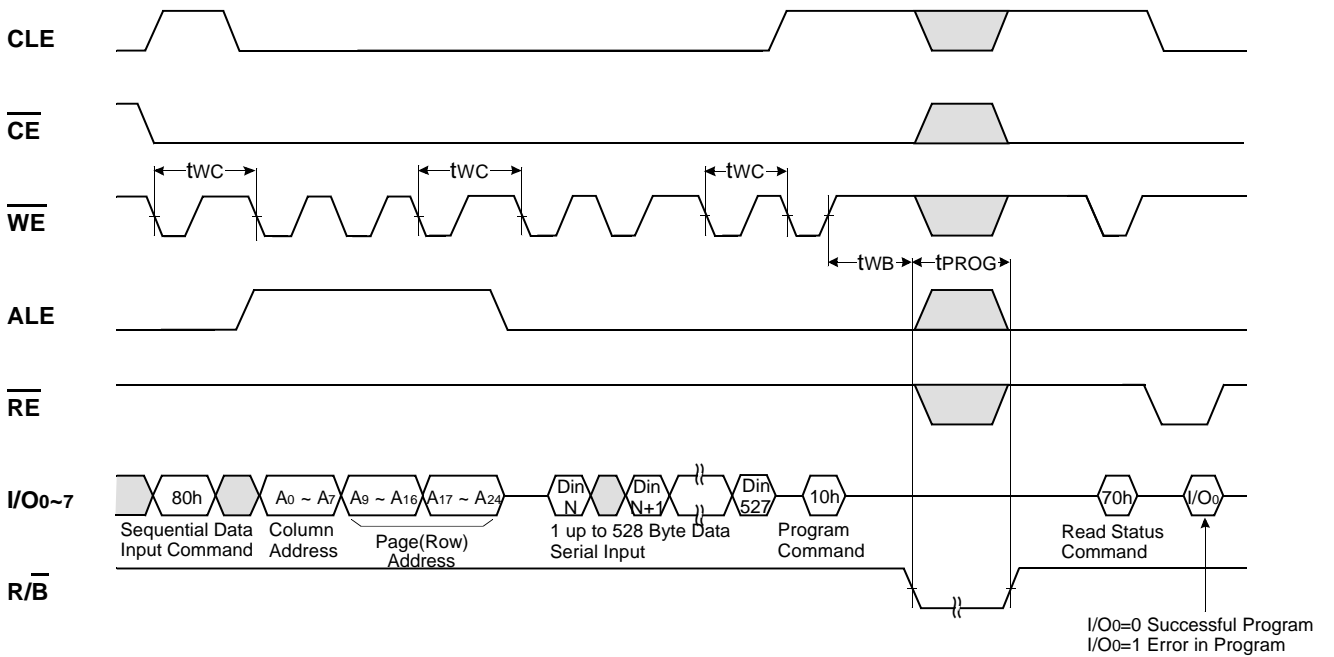 CLE
CE
tWC tWC tWC
WE
tWB tPROG
ALE
RE
I/O0~7 80h A0 ~ A7 A9 ~ A16 A17 ~ A24 Din N Din N+1 Din 527 10h 70h I/O0
Sequential Data Input Command
Column Address
Page(Row) Address
1 up to 528 Byte Data Serial Input
Program Command
Read Status Command
R/B
I/O0=0 Successful Program
I/O0=1 Error in Program